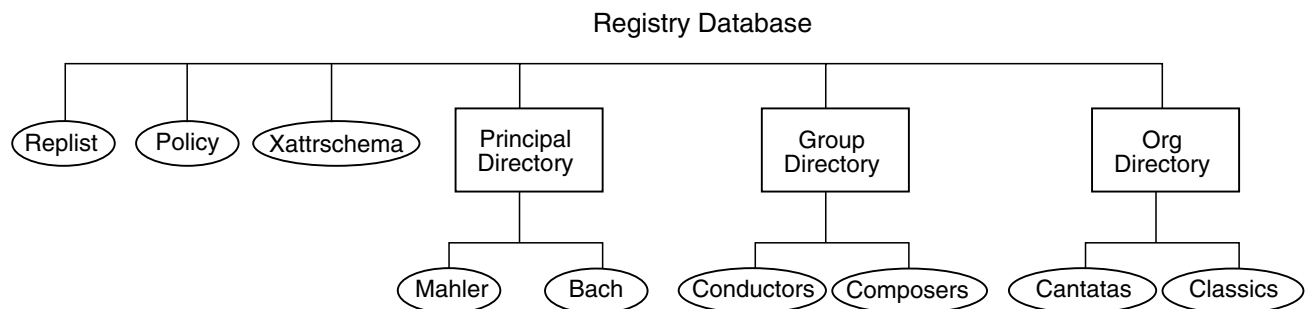 Registry Database
Replist
Policy
Xattrschema
Principal
Directory
Group
Directory
Org
Directory
Mahler
Bach
Conductors
Composers
Cantatas
Classics